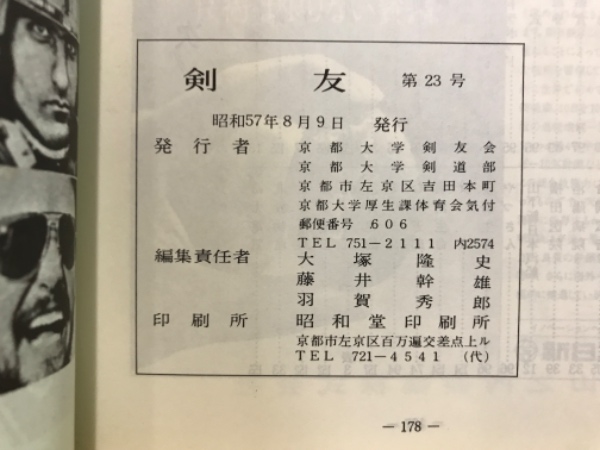 剣友 第23号
昭和57年8月9日 発行
発行者 京都大学剣友会
京都大学剣道部
京都市左京区吉田本町
京都大学厚生課体育会気付
郵便番号 606
TEL 751-2111 内2574
編集責任者 大塚隆史
藤井幹雄
羽賀秀郎
印刷所 昭和堂印刷所
京都市左京区百万遍交差点上ル
TEL 721-4541 (代)
— 178 —